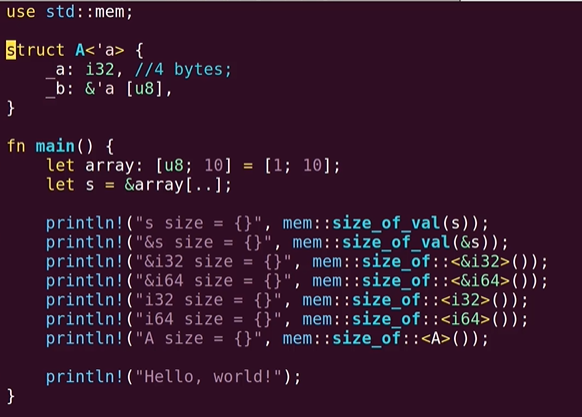 use std::mem;
struct A<'a> {
    _a: i32, //4 bytes;
    _b: &'a [u8],
}
fn main() {
    let array: [u8; 10] = [1; 10];
    let s = &array[..];
    println!("s size = {}", mem::size_of_val(s));
    println!("&s size = {}", mem::size_of_val(&s));
    println!("&i32 size = {}", mem::size_of::<&i32>());
    println!("&i64 size = {}", mem::size_of::<&i64>());
    println!("i32 size = {}", mem::size_of::<i32>());
    println!("i64 size = {}", mem::size_of::<i64>());
    println!("A size = {}", mem::size_of::<A>());
    println!("Hello, world!");
}